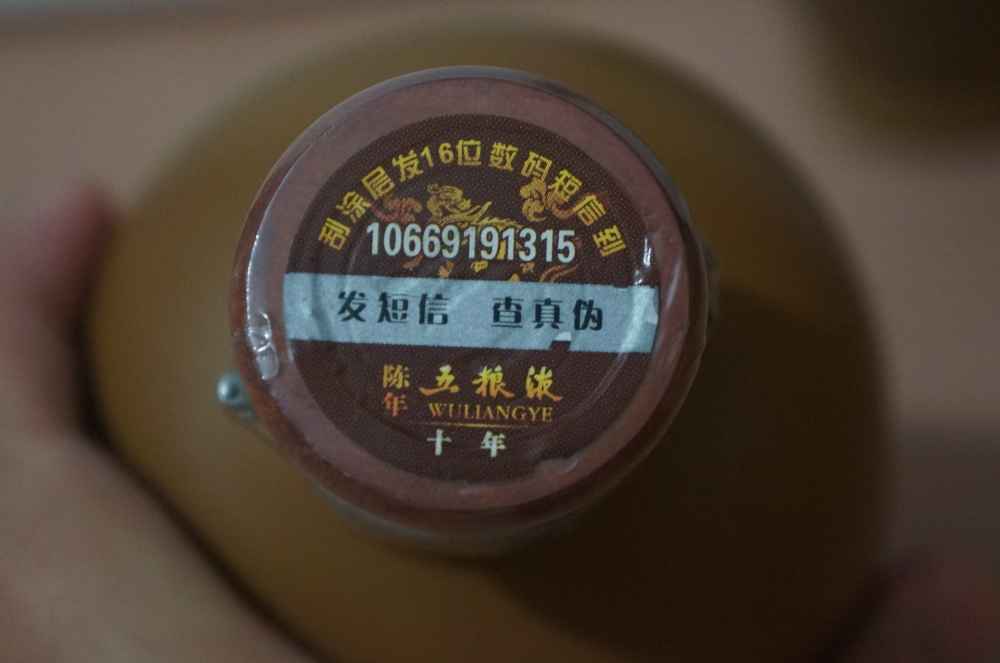 刮涂层发16位数码短信到
10669191315
发短信 查真伪
陈年 五粮液
WULIANGYE
十年